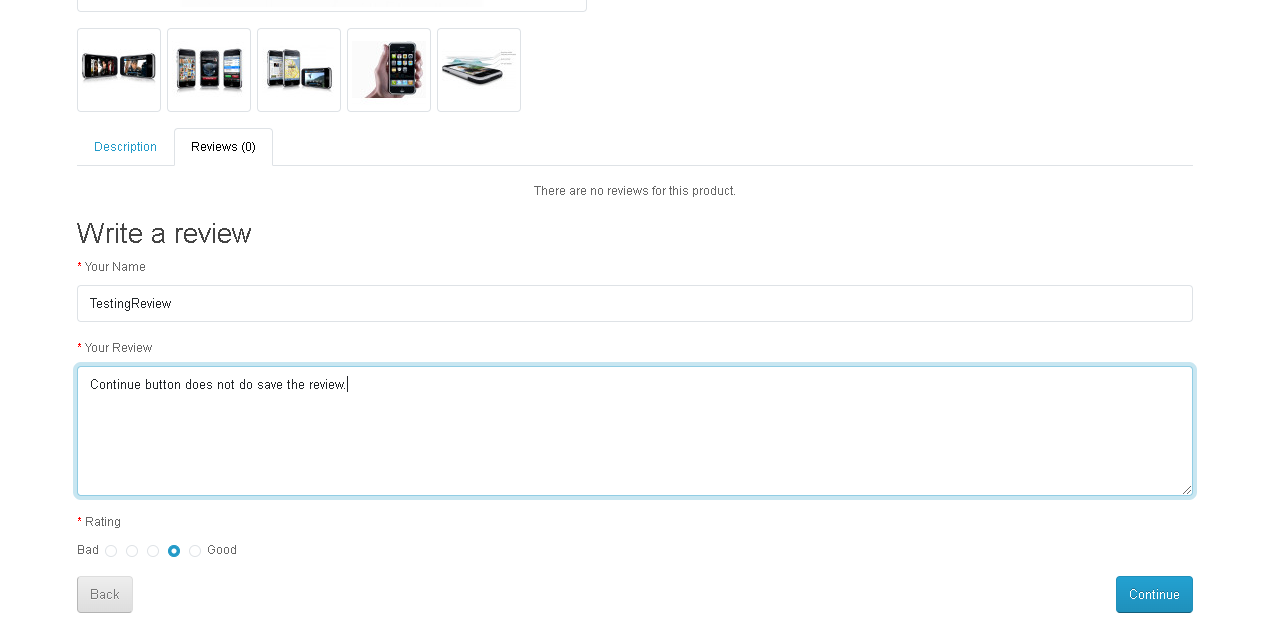 Description Reviews (0)
There are no reviews for this product.
Write a review
* Your Name
TestingReview
* Your Review
Continue button does not do save the review.
* Rating
Bad Good
Back Continue